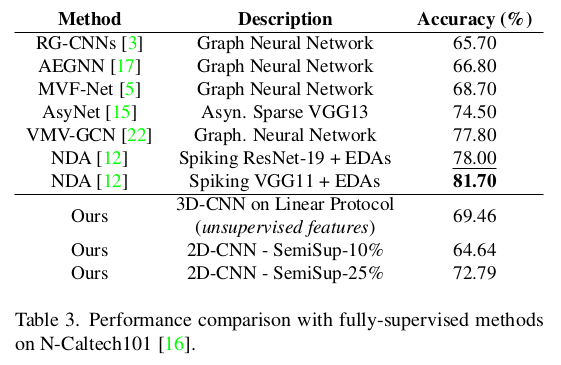 Method Description Accuracy (%)
RG-CNNs [3] Graph Neural Network 65.70
AEGNN [17] Graph Neural Network 66.80
MVF-Net [5] Graph Neural Network 68.70
AsyNet [15] Asyn. Sparse VGG13 74.50
VMV-GCN [22] Graph. Neural Network 77.80
NDA [12] Spiking ResNet-19 + EDAs 78.00
NDA [12] Spiking VGG11 + EDAs 81.70
Ours 3D-CNN on Linear Protocol 69.46
(unsupervised features)
Ours 2D-CNN - SemiSup-10% 64.64
Ours 2D-CNN - SemiSup-25% 72.79
Table 3. Performance comparison with fully-supervised methods
on N-Caltech101 [16].